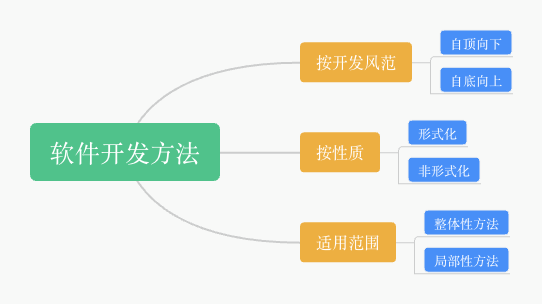 软件开发方法
按开发风范
自顶向下
自底向上
按性质
形式化
非形式化
适用范围
整体性方法
局部性方法